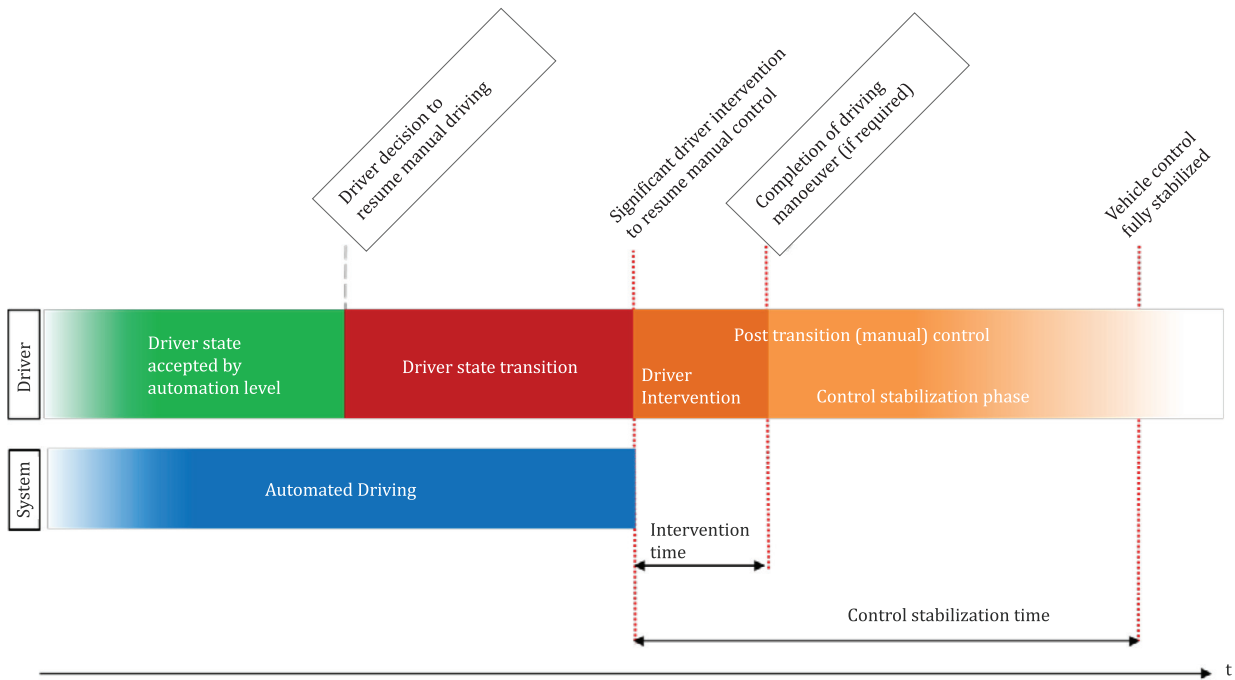 Driver decision to
resume manual driving
Significant driver intervention
to resume manual control
Completion of driving
manoeuver (if required)
Vehicle control
fully stabilized
Driver
Driver state
accepted by
automation level
Driver state transition
Post transition (manual) control
Driver
Intervention
Control stabilization phase
System
Automated Driving
Intervention
time
Control stabilization time
t